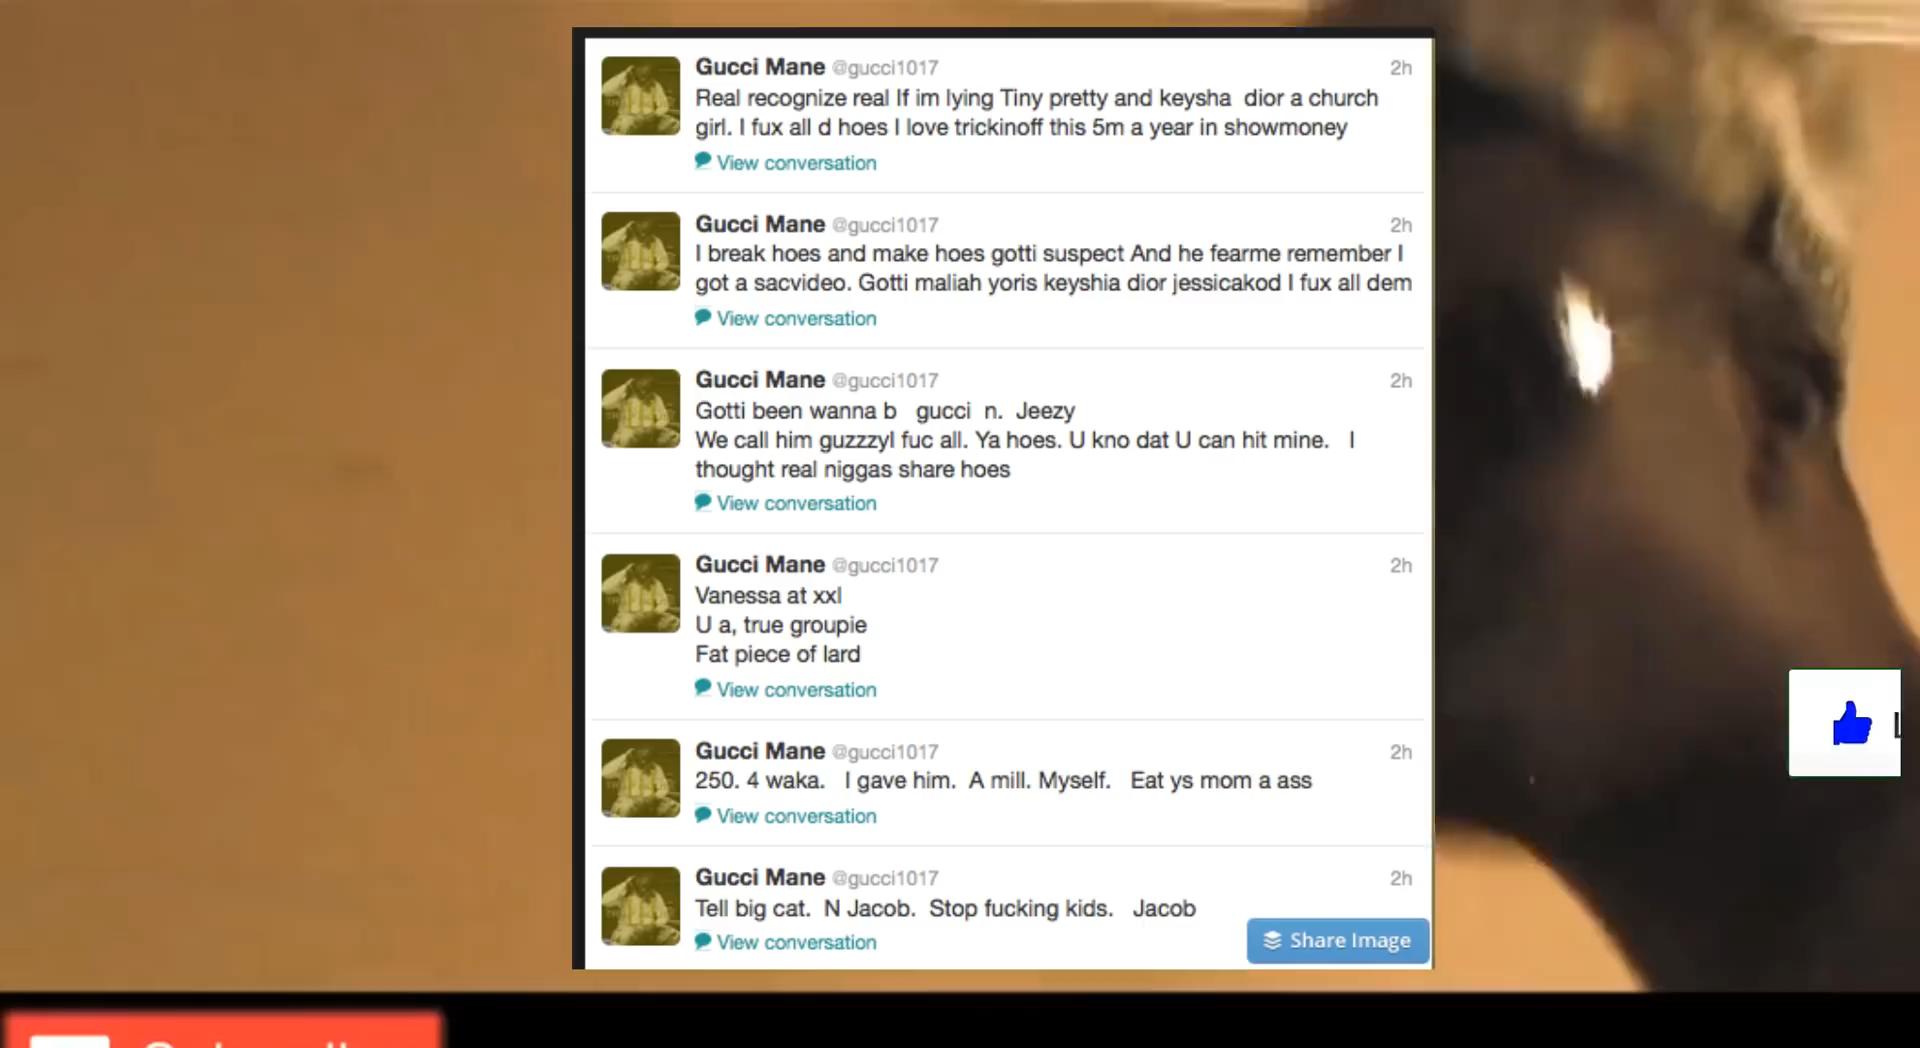 Gucci Mane @gucci1017 2h
Real recognize real If im lying Tiny pretty and keysha dior a church
girl. I fux all d hoes I love trickinoff this 5m a year in showmoney
View conversation
Gucci Mane @gucci1017 2h
I break hoes and make hoes gotti suspect And he fearme remember I
got a sacvideo. Gotti maliah yoris keyshia dior jessicakod I fux all dem
View conversation
Gucci Mane @gucci1017 2h
Gotti been wanna b gucci n. Jeezy
We call him guzzzyI fuc all. Ya hoes. U kno dat U can hit mine. I
thought real niggas share hoes
View conversation
Gucci Mane @gucci1017 2h
Vanessa at xxl
U a, true groupie
Fat piece of lard
View conversation
Gucci Mane @gucci1017 2h
250. 4 waka. I gave him. A mill. Myself. Eat ys mom a ass
View conversation
Gucci Mane @gucci1017 2h
Tell big cat. N Jacob. Stop fucking kids. Jacob
View conversation
Share Image